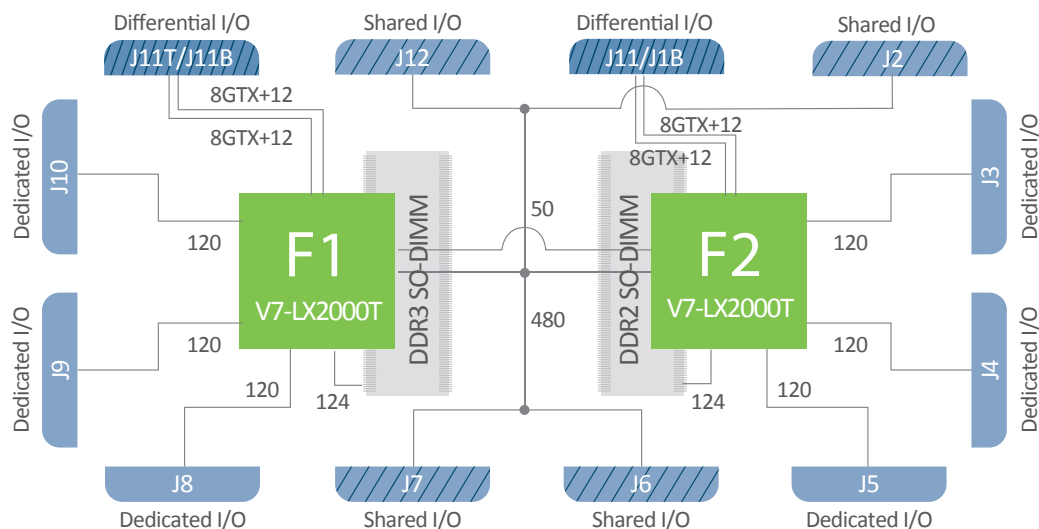 Differential I/O
Shared I/O
Differential I/O
Shared I/O
J11T/J11B
J12
J11/J1B
J2
8GTX+12
8GTX+12
8GTX+12
8GTX+12
Dedicated I/O
J10
J3
Dedicated I/O
120
50
120
F1
V7-LX2000T
DDR3 SO-DIMM
DDR2 SO-DIMM
F2
V7-LX2000T
480
Dedicated I/O
J9
120
120
J4
Dedicated I/O
120
124
124
120
J8
J7
J6
J5
Dedicated I/O
Shared I/O
Shared I/O
Dedicated I/O